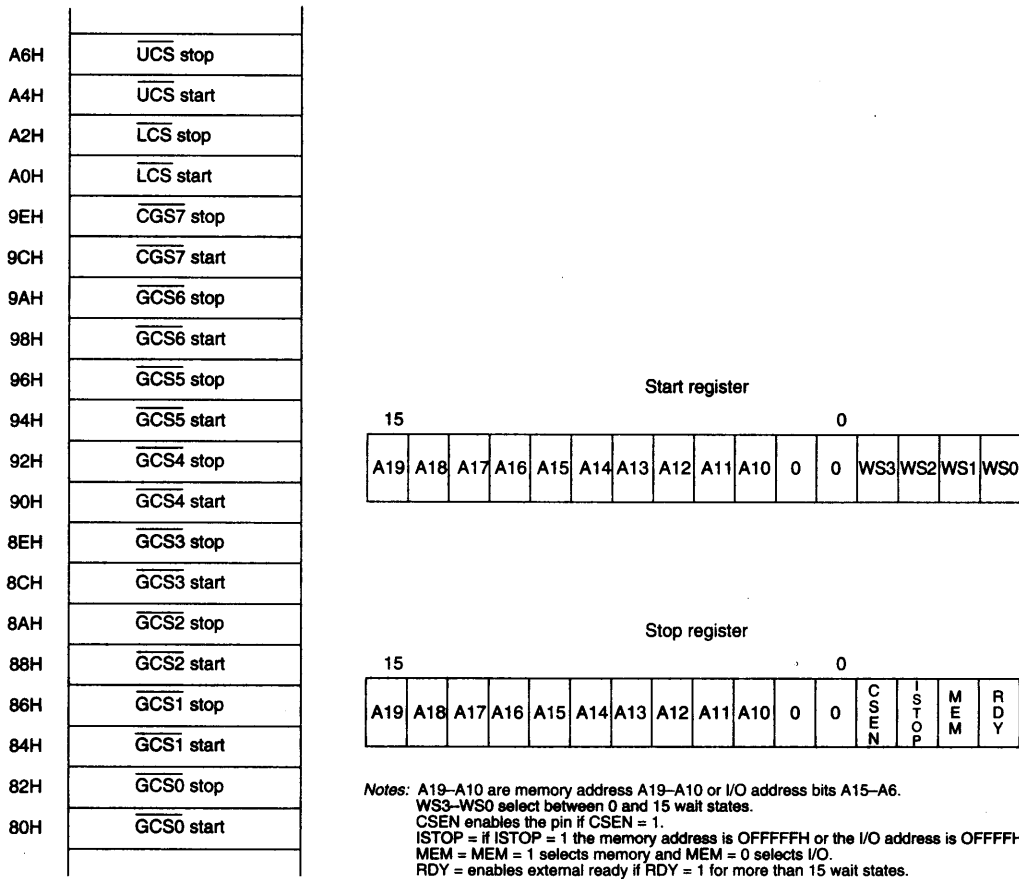 A6H UCS stop
A4H UCS start
A2H LCS stop
A0H LCS start
9EH CGS7 stop
9CH CGS7 start
9AH GCS6 stop
98H GCS6 start
96H GCS5 stop
94H GCS5 start
92H GCS4 stop
90H GCS4 start
8EH GCS3 stop
8CH GCS3 start
8AH GCS2 stop
88H GCS2 start
86H GCS1 stop
84H GCS1 start
82H GCS0 stop
80H GCS0 start
Start register
15 0
A19 A18 A17 A16 A15 A14 A13 A12 A11 A10 0 0 WS3 WS2 WS1 WS0
Stop register
15 0
A19 A18 A17 A16 A15 A14 A13 A12 A11 A10 0 0 CSEN ISTOP MEM RDY
Notes: A19–A10 are memory address A19–A10 or I/O address bits A15–A6.
WS3–WS0 select between 0 and 15 wait states.
CSEN enables the pin if CSEN = 1.
ISTOP = if ISTOP = 1 the memory address is OFFFFFH or the I/O address is OFFFFH
MEM = MEM = 1 selects memory and MEM = 0 selects I/O.
RDY = enables external ready if RDY = 1 for more than 15 wait states.